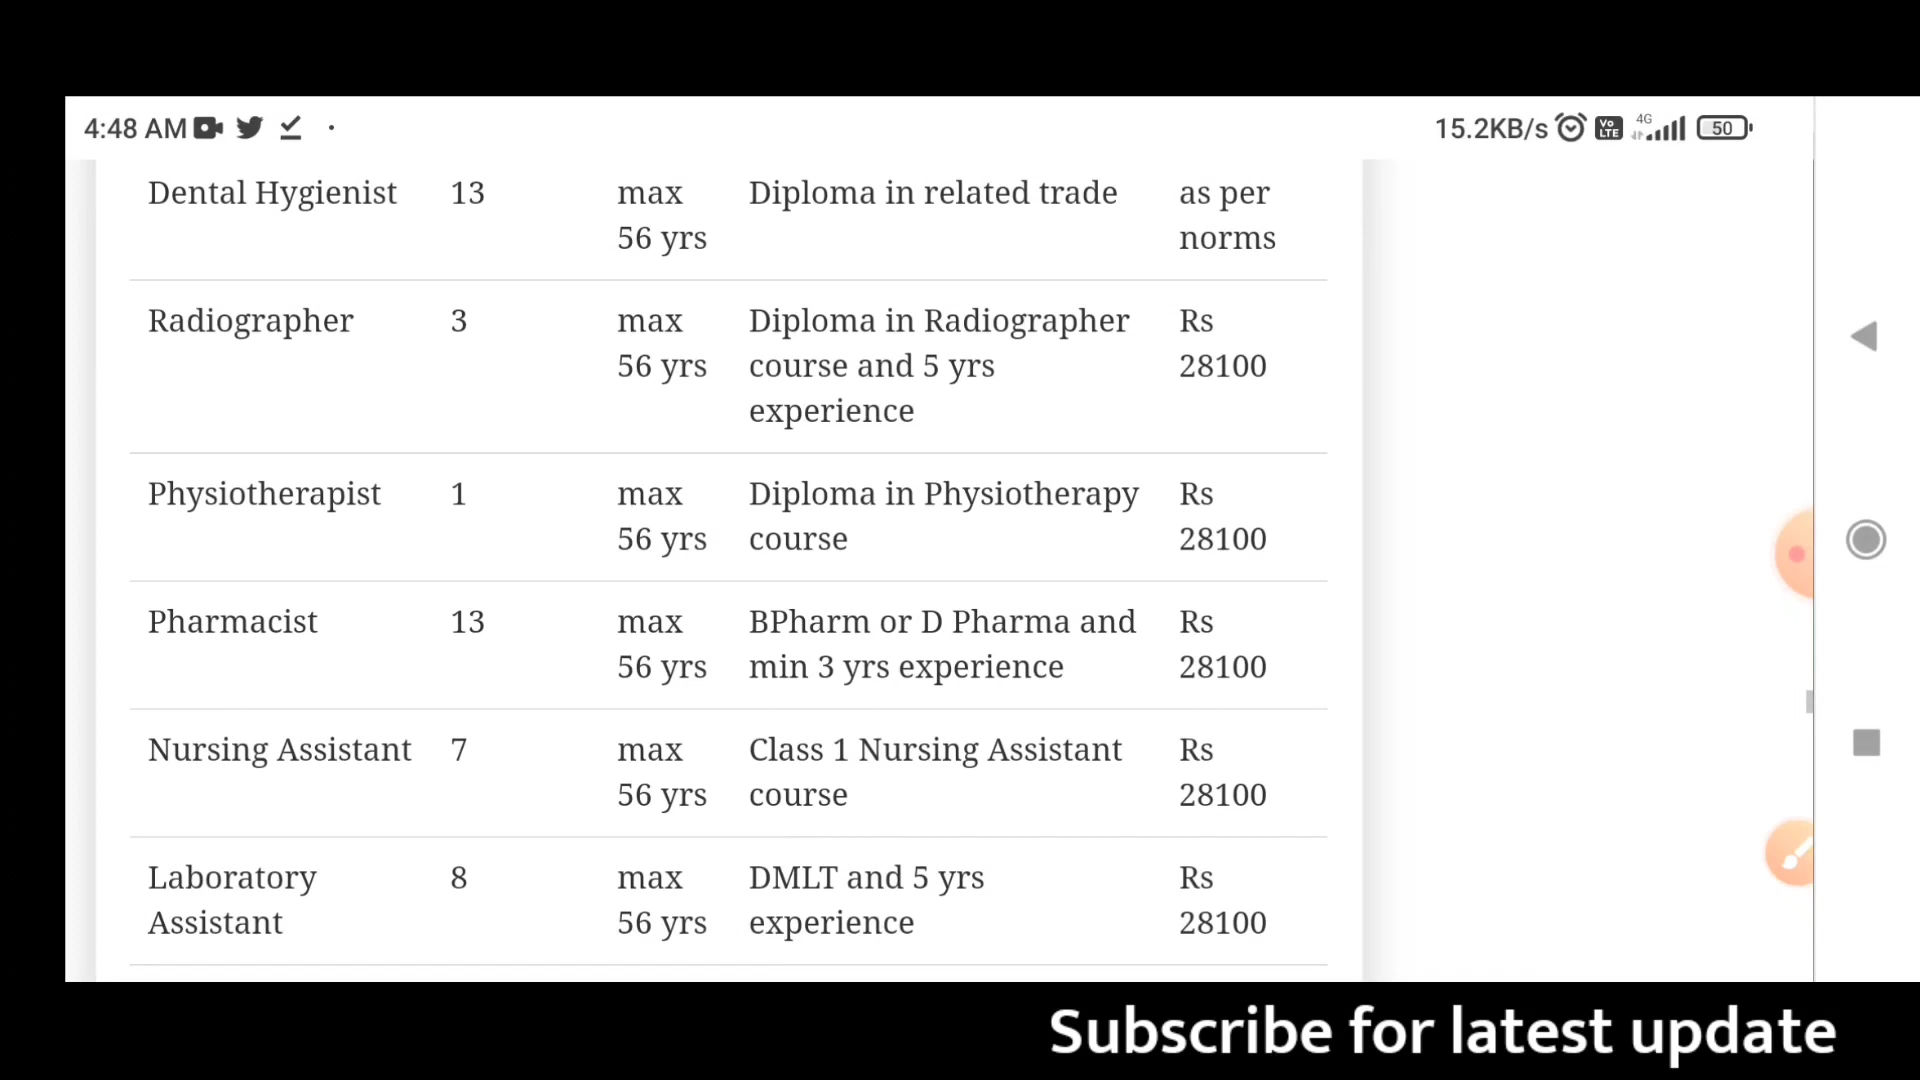 4:48 AM
15.2KB/s
Vo LTE
4G
50
Dental Hygienist 13 max 56 yrs Diploma in related trade as per norms
Radiographer 3 max 56 yrs Diploma in Radiographer course and 5 yrs experience Rs 28100
Physiotherapist 1 max 56 yrs Diploma in Physiotherapy course Rs 28100
Pharmacist 13 max 56 yrs BPharm or D Pharma and min 3 yrs experience Rs 28100
Nursing Assistant 7 max 56 yrs Class 1 Nursing Assistant course Rs 28100
Laboratory Assistant 8 max 56 yrs DMLT and 5 yrs experience Rs 28100
Subscribe for latest update